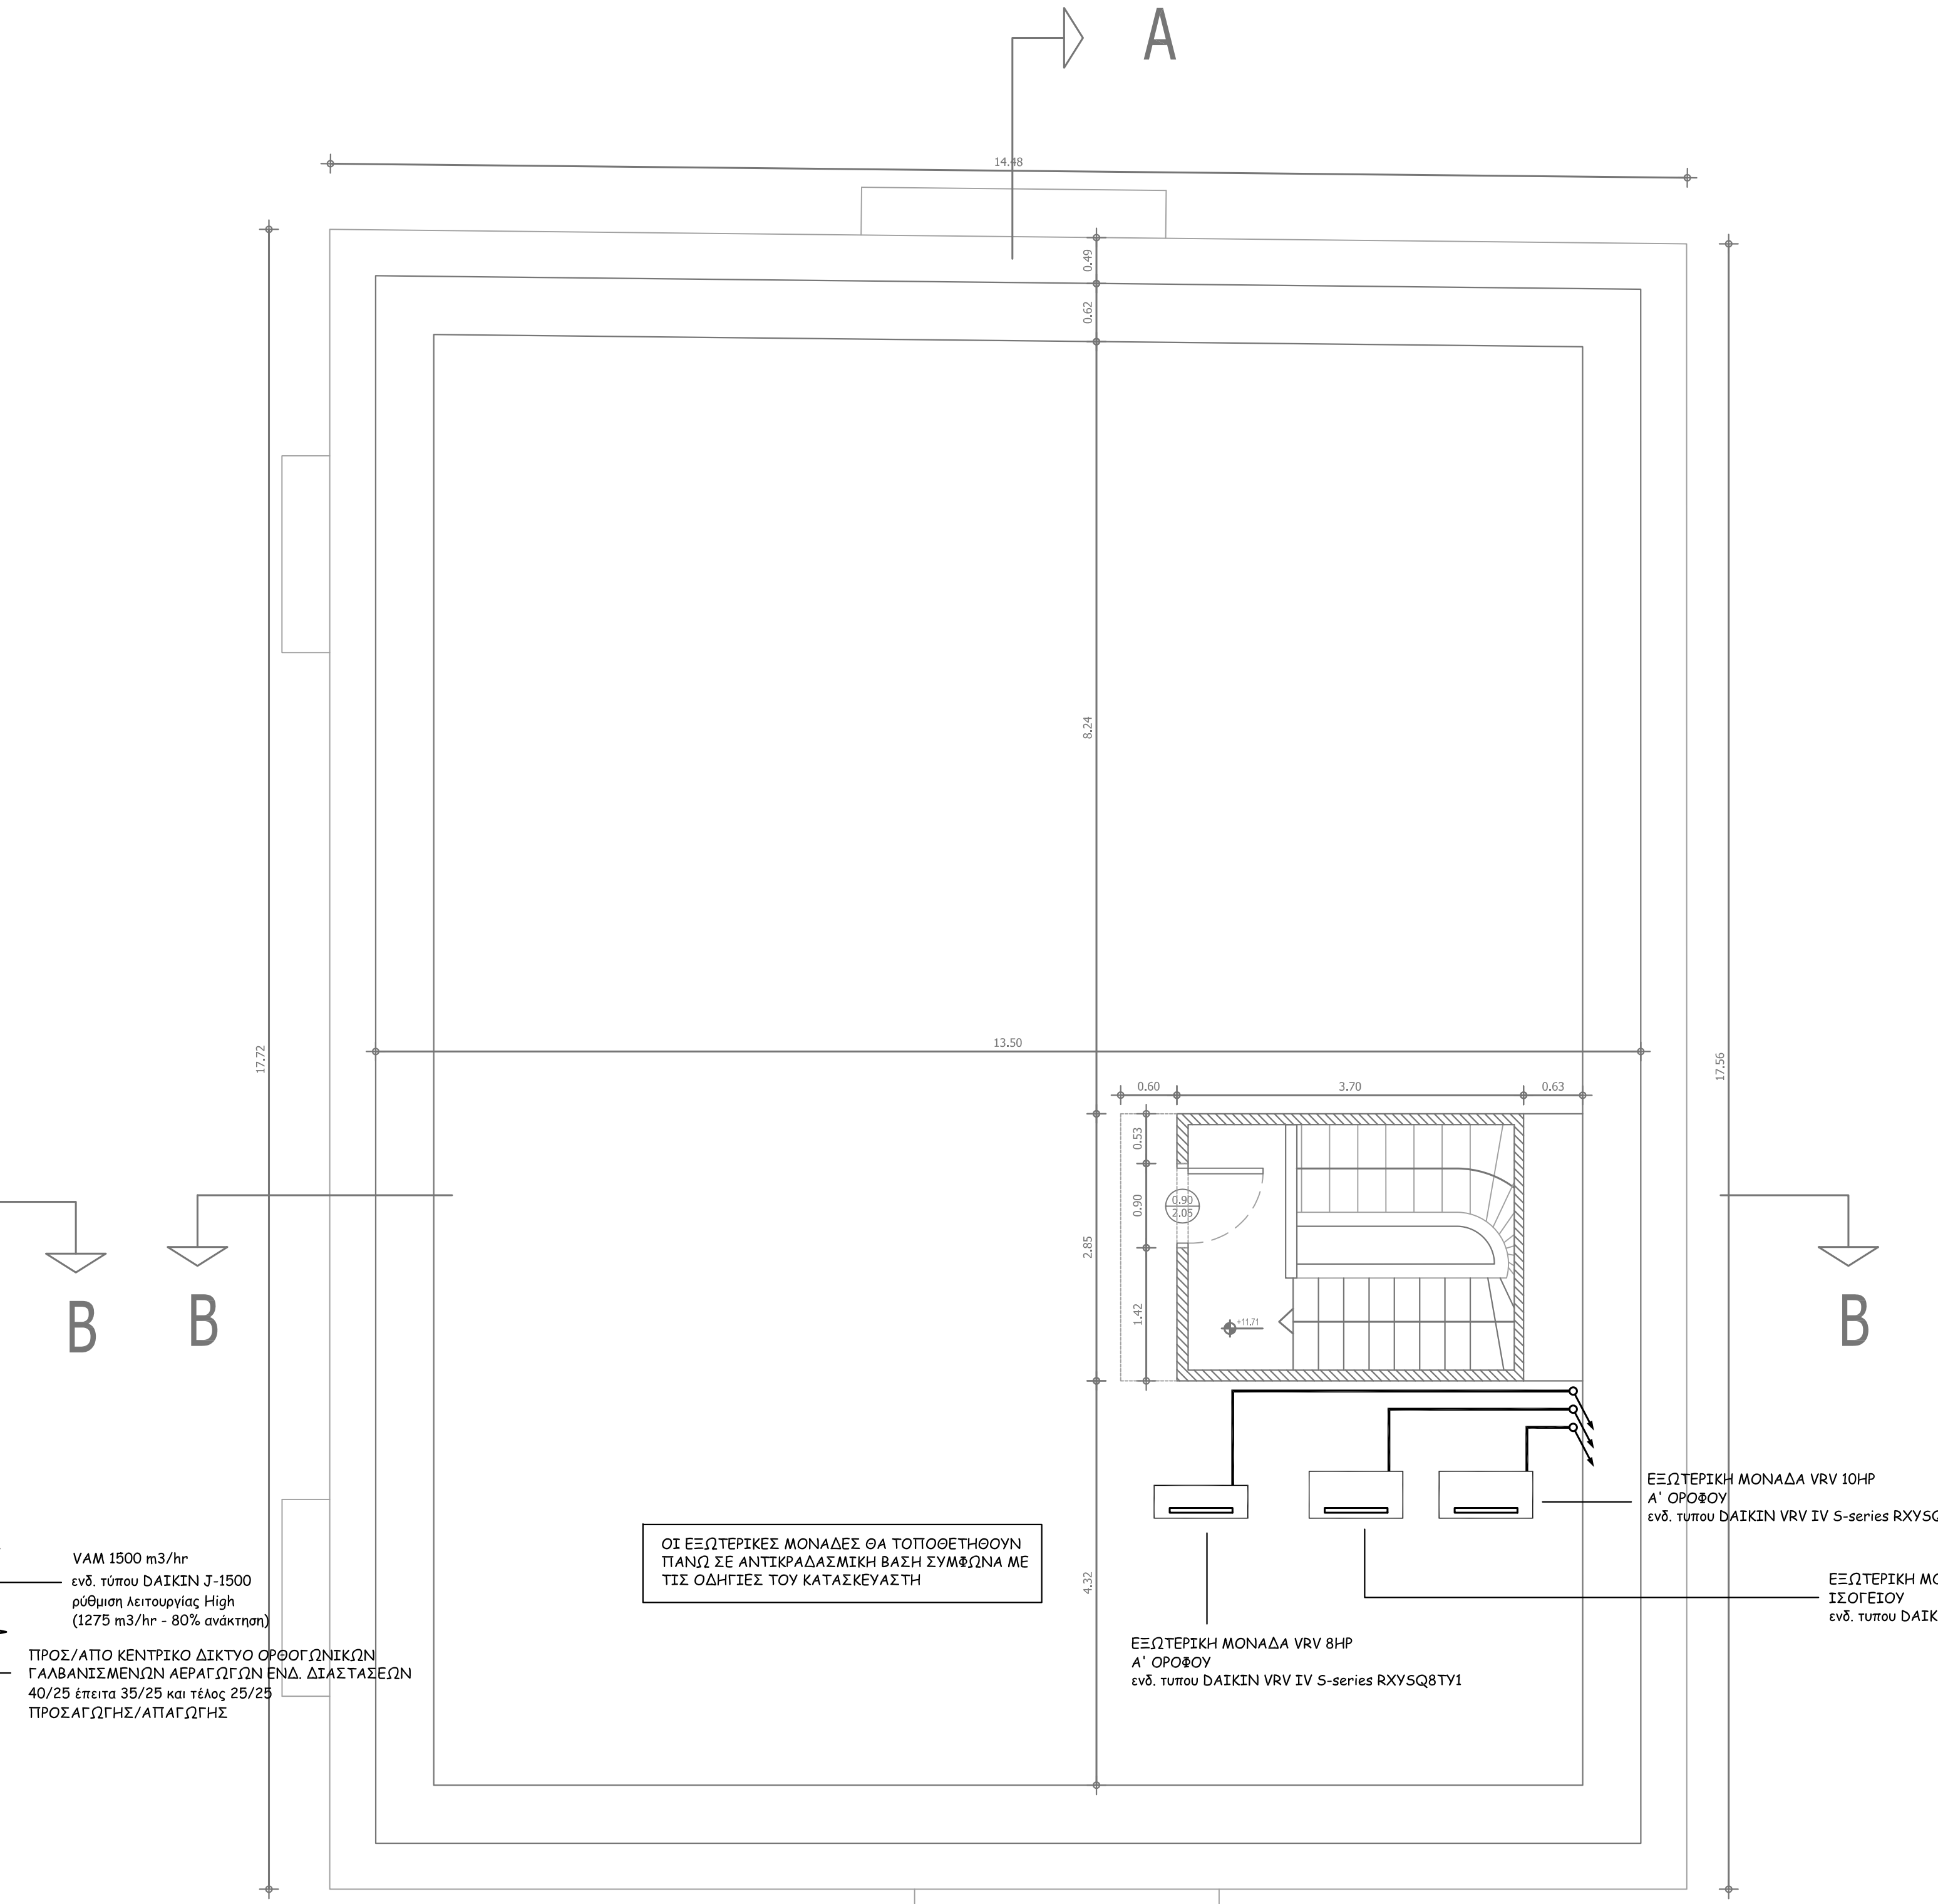 A
14.48
0.49
0.62
8.24
17.72
13.50
17.56
0.60
3.70
0.63
0.53
0.90
0.90
2.05
2.85
1.42
+11,71
B
B
B
ΕΞΩΤΕΡΙΚΗ ΜΟΝΑΔΑ VRV 10HP
Α' ΟΡΟΦΟΥ
ενδ. τυπου DAIKIN VRV IV S-series
ΟΙ ΕΞΩΤΕΡΙΚΕΣ ΜΟΝΑΔΕΣ ΘΑ ΤΟΠΟΘΕΤΗΘΟΥΝ
ΠΑΝΩ ΣΕ ΑΝΤΙΚΡΑΔΑΣΜΙΚΗ ΒΑΣΗ ΣΥΜΦΩΝΑ ΜΕ
ΤΙΣ ΟΔΗΓΙΕΣ ΤΟΥ ΚΑΤΑΣΚΕΥΑΣΤΗ
4.32
VAM 1500 m3/hr
ενδ. τύπου DAIKIN J-1500
ρύθμιση λειτουργίας High
(1275 m3/hr - 80% ανάκτηση)
ΕΞΩΤΕΡΙΚΗ
ΙΣΟΓΕΙΟΥ
ενδ. τυπου
ΕΞΩΤΕΡΙΚΗ ΜΟΝΑΔΑ VRV 8HP
Α' ΟΡΟΦΟΥ
ενδ. τυπου DAIKIN VRV IV S-series RXYSQ8TY1
ΠΡΟΣ/ΑΠΟ ΚΕΝΤΡΙΚΟ ΔΙΚΤΥΟ ΟΡΘΟΓΩΝΙΚΩΝ
ΓΑΛΒΑΝΙΣΜΕΝΩΝ ΑΕΡΑΓΩΓΩΝ ΕΝΔ. ΔΙΑΣΤΑΣΕΩΝ
40/25 έπειτα 35/25 και τέλος 25/25
ΠΡΟΣΑΓΩΓΗΣ/ΑΠΑΓΩΓΗΣ